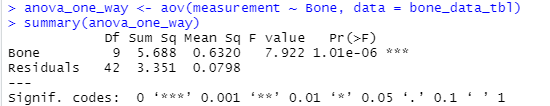 > anova_one_way <- aov(measurement ~ Bone, data = bone_data_tbl)
> summary(anova_one_way)
            Df Sum Sq Mean Sq F value   Pr(>F)
Bone         9  5.688  0.6320   7.922 1.01e-06 ***
Residuals   42  3.351  0.0798
---
Signif. codes:  0 ‘***’ 0.001 ‘**’ 0.01 ‘*’ 0.05 ‘.’ 0.1 ‘ ’ 1